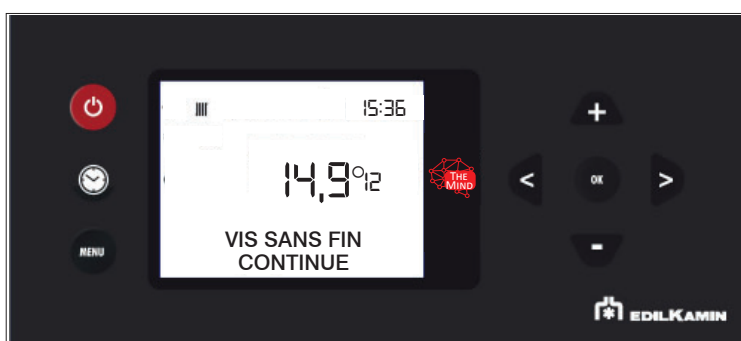 15:36
14,9°12
THE
MIND
OK
MENU
VIS SANS FIN
CONTINUE
EDILKAMIN